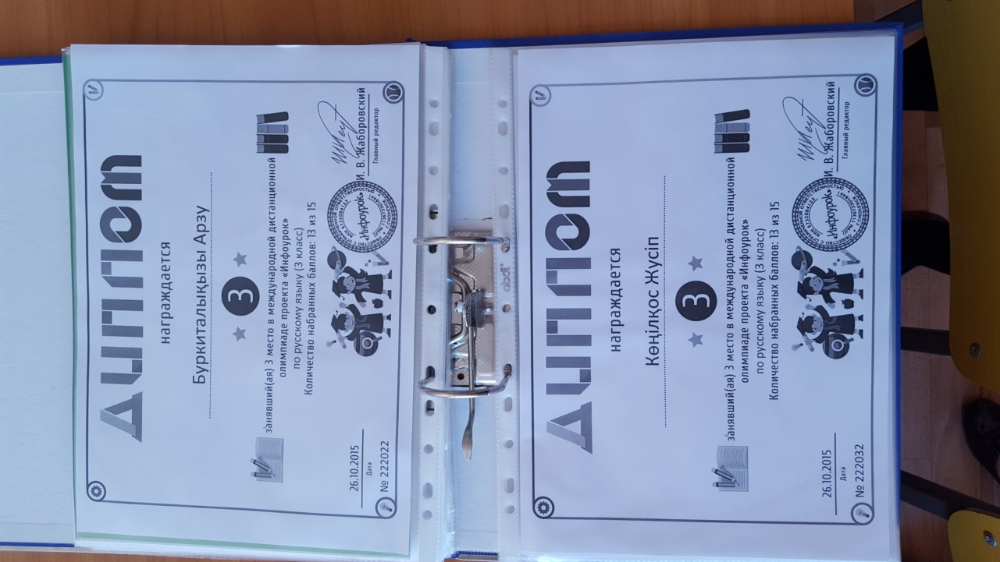 ДИПЛОМ
награждается
Буркиталықызы Арзу
3
занявший(ая) 3 место в международной дистанционной
олимпиаде проекта «Инфоурок»
по русскому языку (3 класс)
Количество набранных баллов: 13 из 15
26.10.2015
Дата
№ 222022
«Инфоурок»
И. В. Жаборовский
Главный редактор
abdi
ДИПЛОМ
награждается
Көңілқос Жусіп
3
занявший(ая) 3 место в международной дистанционной
олимпиаде проекта «Инфоурок»
по русскому языку (3 класс)
Количество набранных баллов: 13 из 15
26.10.2015
Дата
№ 222032
«Инфоурок»
И. В. Жаборовский
Главный редактор